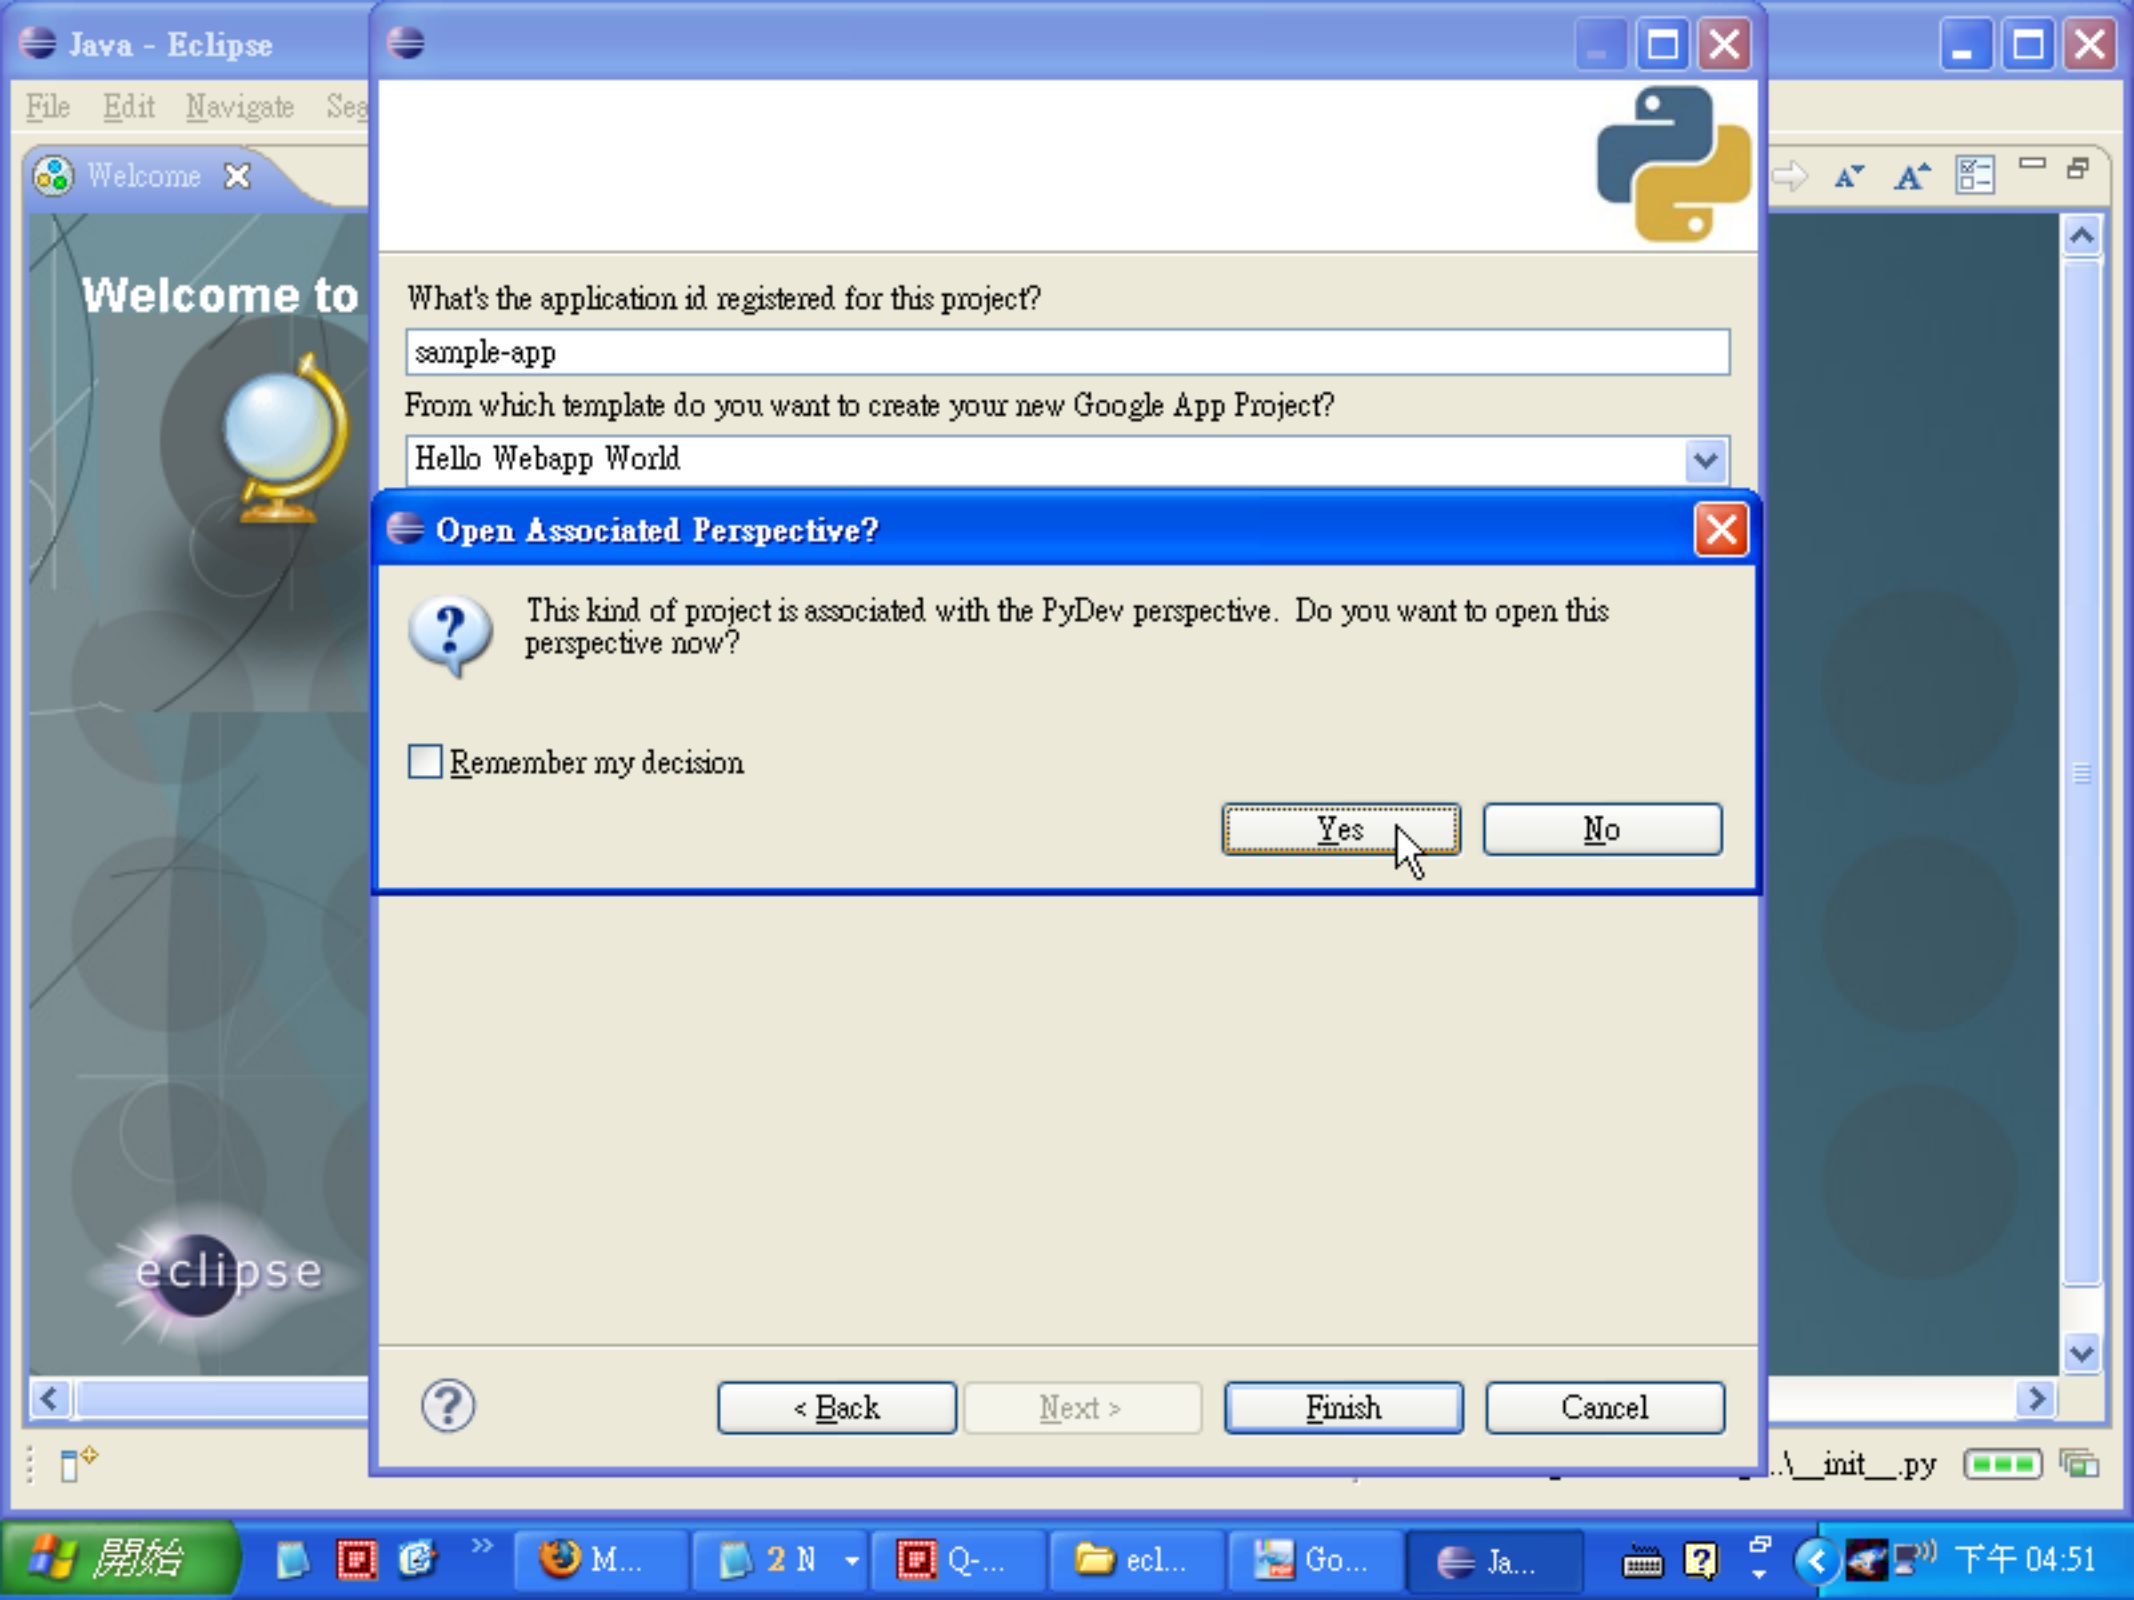 Java - Eclipse
File Edit Navigate Sea
Welcome
Welcome to
What's the application id registered for this project?
sample-app
From which template do you want to create your new Google App Project?
Hello Webapp World
Open Associated Perspective?
This kind of project is associated with the PyDev perspective.  Do you want to open this
perspective now?
Remember my decision
Yes No
eclipse
< Back Next > Finish Cancel
..\__init__.py
開始 M... 2 N Q-... ecl... Go... Ja... 下午 04:51